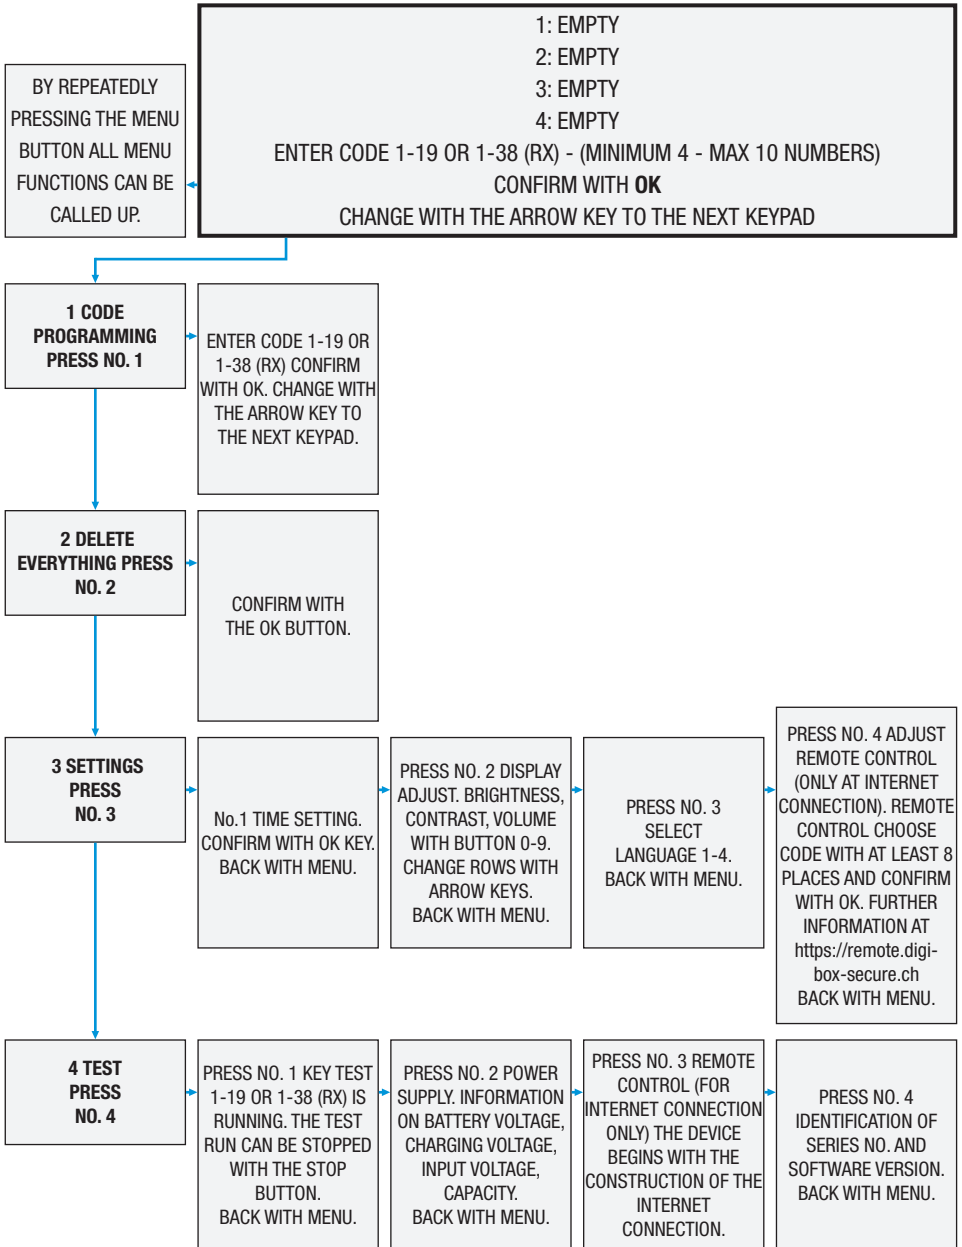 1: EMPTY
2: EMPTY
3: EMPTY
4: EMPTY
ENTER CODE 1-19 OR 1-38 (RX) - (MINIMUM 4 - MAX 10 NUMBERS)
CONFIRM WITH OK
CHANGE WITH THE ARROW KEY TO THE NEXT KEYPAD
BY REPEATEDLY
PRESSING THE MENU
BUTTON ALL MENU
FUNCTIONS CAN BE
CALLED UP.
1 CODE
PROGRAMMING
PRESS NO. 1
ENTER CODE 1-19 OR
1-38 (RX) CONFIRM
WITH OK. CHANGE WITH
THE ARROW KEY TO
THE NEXT KEYPAD.
2 DELETE
EVERYTHING PRESS
NO. 2
CONFIRM WITH
THE OK BUTTON.
3 SETTINGS
PRESS
NO. 3
No.1 TIME SETTING.
CONFIRM WITH OK KEY.
BACK WITH MENU.
PRESS NO. 2 DISPLAY
ADJUST. BRIGHTNESS,
CONTRAST, VOLUME
WITH BUTTON 0-9.
CHANGE ROWS WITH
ARROW KEYS.
BACK WITH MENU.
PRESS NO. 3
SELECT
LANGUAGE 1-4.
BACK WITH MENU.
PRESS NO. 4 ADJUST
REMOTE CONTROL
(ONLY AT INTERNET
CONNECTION). REMOTE
CONTROL CHOOSE
CODE WITH AT LEAST 8
PLACES AND CONFIRM
WITH OK. FURTHER
INFORMATION AT
https://remote.digi-
box-secure.ch
BACK WITH MENU.
4 TEST
PRESS
NO. 4
PRESS NO. 1 KEY TEST
1-19 OR 1-38 (RX) IS
RUNNING. THE TEST
RUN CAN BE STOPPED
WITH THE STOP
BUTTON.
BACK WITH MENU.
PRESS NO. 2 POWER
SUPPLY. INFORMATION
ON BATTERY VOLTAGE,
CHARGING VOLTAGE,
INPUT VOLTAGE,
CAPACITY.
BACK WITH MENU.
PRESS NO. 3 REMOTE
CONTROL (FOR
INTERNET CONNECTION
ONLY) THE DEVICE
BEGINS WITH THE
CONSTRUCTION OF THE
INTERNET
CONNECTION.
PRESS NO. 4
IDENTIFICATION OF
SERIES NO. AND
SOFTWARE VERSION.
BACK WITH MENU.